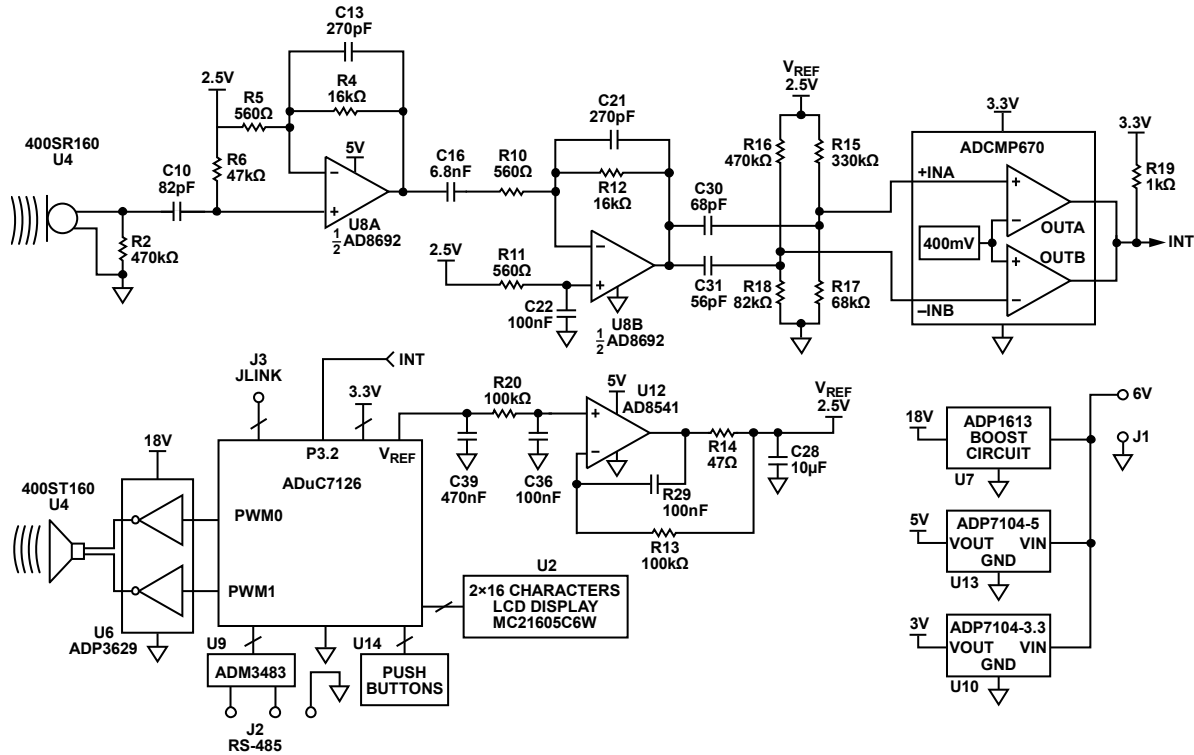 C13
270pF
2.5V
R5
560Ω
R4
16kΩ
400SR160
U4
C10
82pF
R6
47kΩ
R2
470kΩ
5V
−
+
U8A
1/2 AD8692
C16
6.8nF
R10
560Ω
C21
270pF
R12
16kΩ
2.5V
R11
560Ω
C22
100nF
−
+
U8B
1/2 AD8692
C30
68pF
C31
56pF
VREF
2.5V
R16
470kΩ
R15
330kΩ
R18
82kΩ
R17
68kΩ
3.3V
ADCMP670
+INA
+
−
OUTA
400mV
OUTB
+
−
−INB
3.3V
R19
1kΩ
INT
J3
JLINK
INT
3.3V
18V
P3.2
VREF
ADuC7126
400ST160
U4
PWM0
PWM1
U6
ADP3629
U9
ADM3483
J2
RS-485
U14
PUSH
BUTTONS
U2
2×16 CHARACTERS
LCD DISPLAY
MC21605C6W
R20
100kΩ
C39
470nF
C36
100nF
5V
U12
AD8541
+
−
R14
47Ω
R29
100nF
R13
100kΩ
VREF
2.5V
C28
10µF
18V
ADP1613
BOOST
CIRCUIT
U7
6V
J1
5V
ADP7104-5
VOUT VIN
GND
U13
3V
ADP7104-3.3
VOUT VIN
GND
U10